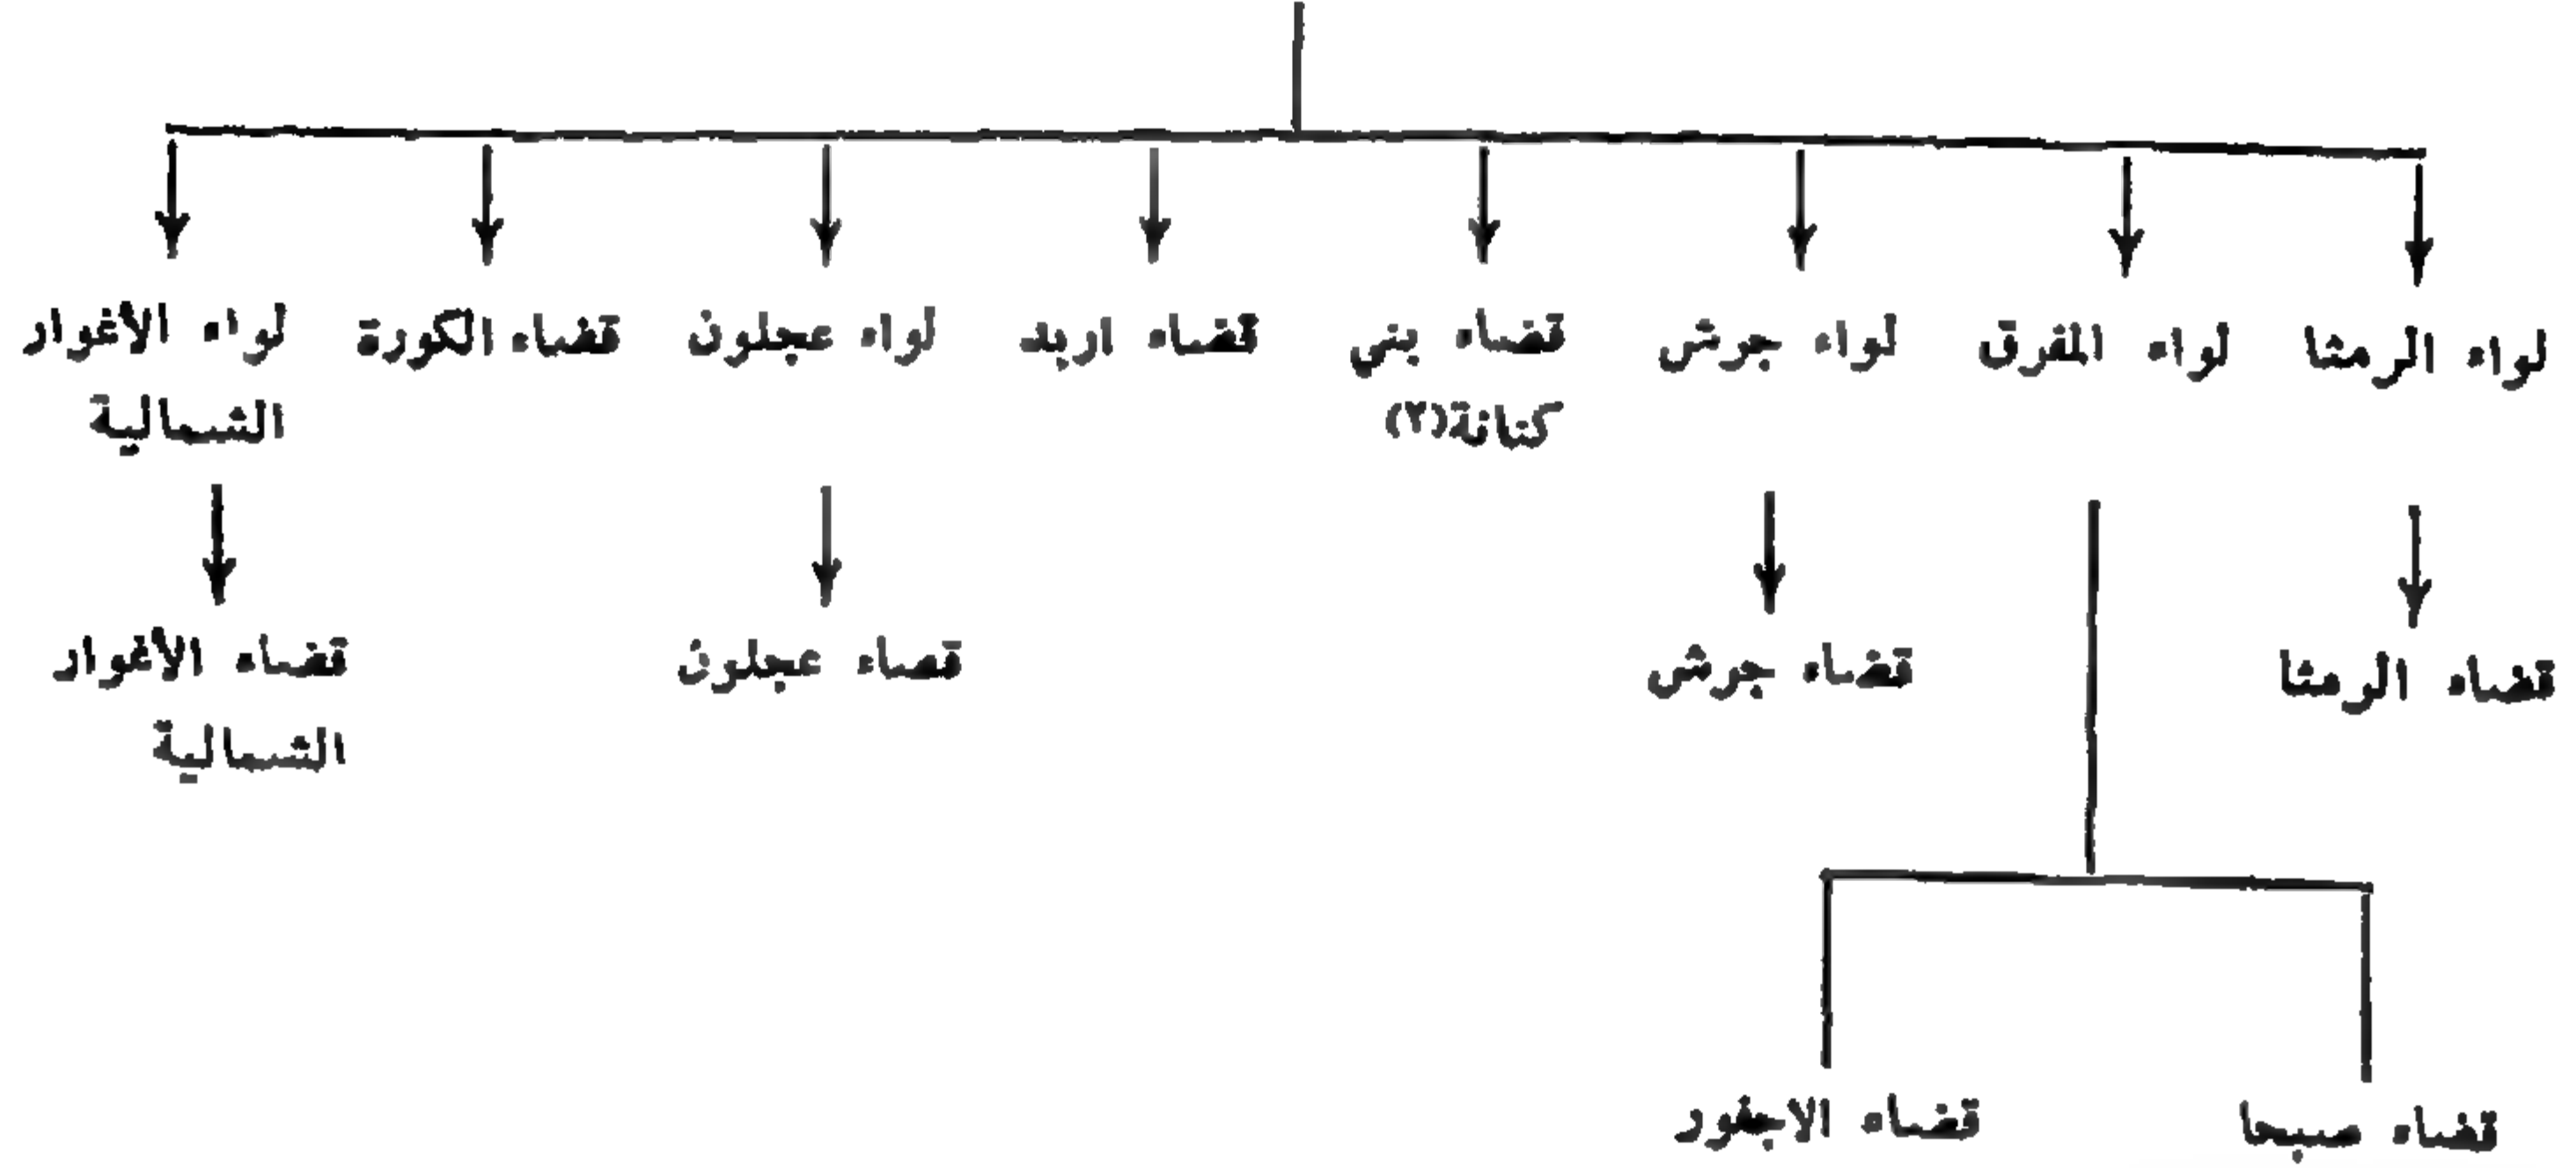 لواء الرمثا
لواء المفرق
لواء جرش
قضاء بني
كنانة(٢)
قضاء اربد
لواء عجلون
قضاء الكورة
لواء الأغوار
الشمالية
قضاء الرمثا
قضاء جرش
قضاء عجلون
قضاء الأغوار
الشمالية
قضاء صبحا
قضاء الاجفور